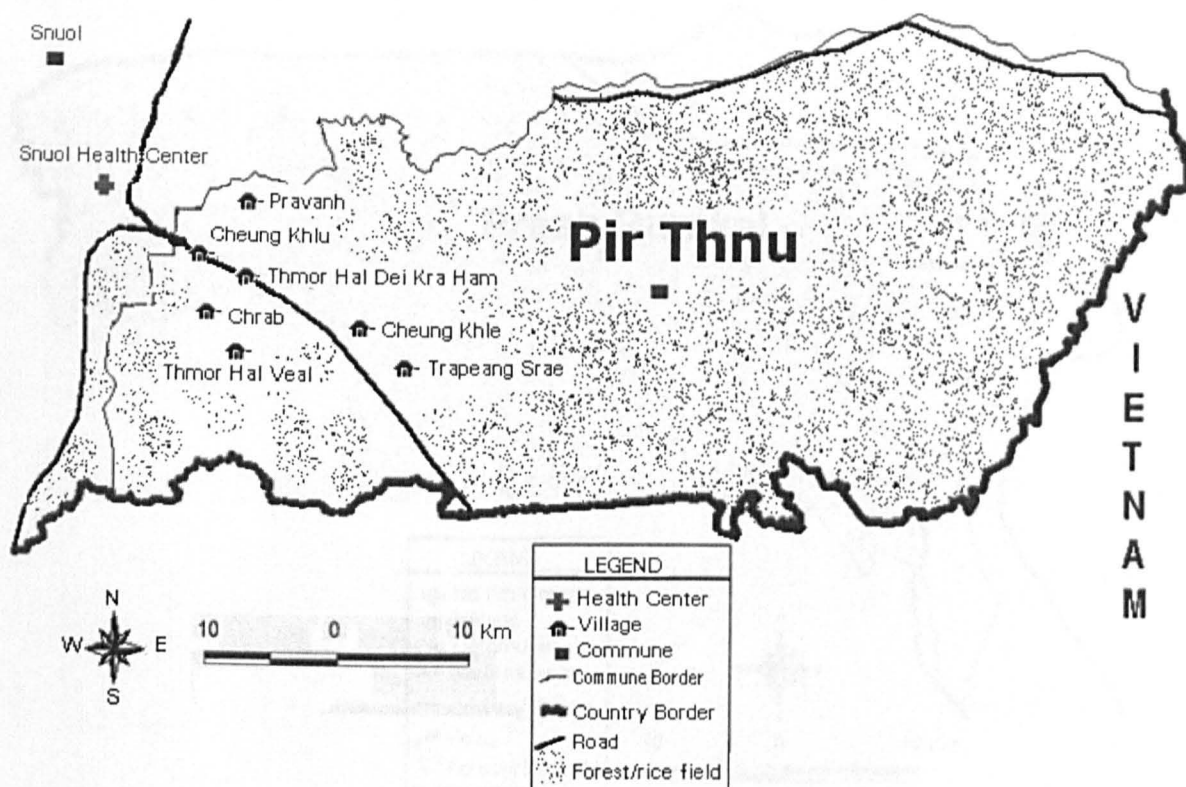 Snuol
Snuol Health Center
Pravanh
Cheung Khlu
Pir Thnu
Thmor Hal Dei Kra Ham
Chrab
Cheung Khle
Thmor Hal Veal
Trapeang Srae
VIETNAM
LEGEND
Health Center
Village
Commune
Commune Border
Country Border
Road
Forest/rice field
N
W E
S
10 0 10 Km